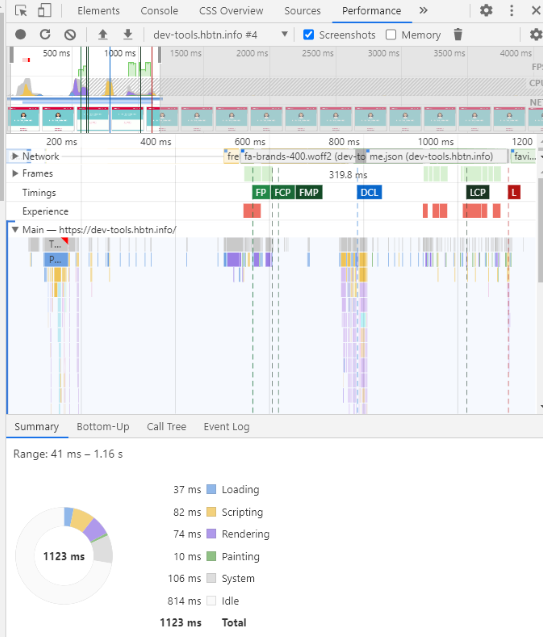 Elements Console CSS Overview Sources Performance
dev-tools.hbtn.info #4 Screenshots Memory
500 ms 1000 ms 1500 ms 2000 ms 2500 ms 3000 ms 3500 ms 4000 ms
FPS
CPU
NET
200 ms 400 ms 600 ms 800 ms 1000 ms 1200
Network fre fa-brands-400.woff2 (dev-to me.json (dev-tools.hbtn.info) favi…
Frames 319.8 ms
Timings FP FCP FMP DCL LCP L
Experience
Main — https://dev-tools.hbtn.info/
T…
P…
Summary Bottom-Up Call Tree Event Log
Range: 41 ms – 1.16 s
37 ms Loading
82 ms Scripting
74 ms Rendering
10 ms Painting
1123 ms
106 ms System
814 ms Idle
1123 ms Total